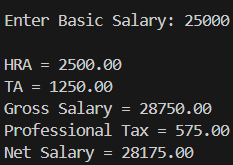 Enter Basic Salary: 25000
HRA = 2500.00
TA = 1250.00
Gross Salary = 28750.00
Professional Tax = 575.00
Net Salary = 28175.00